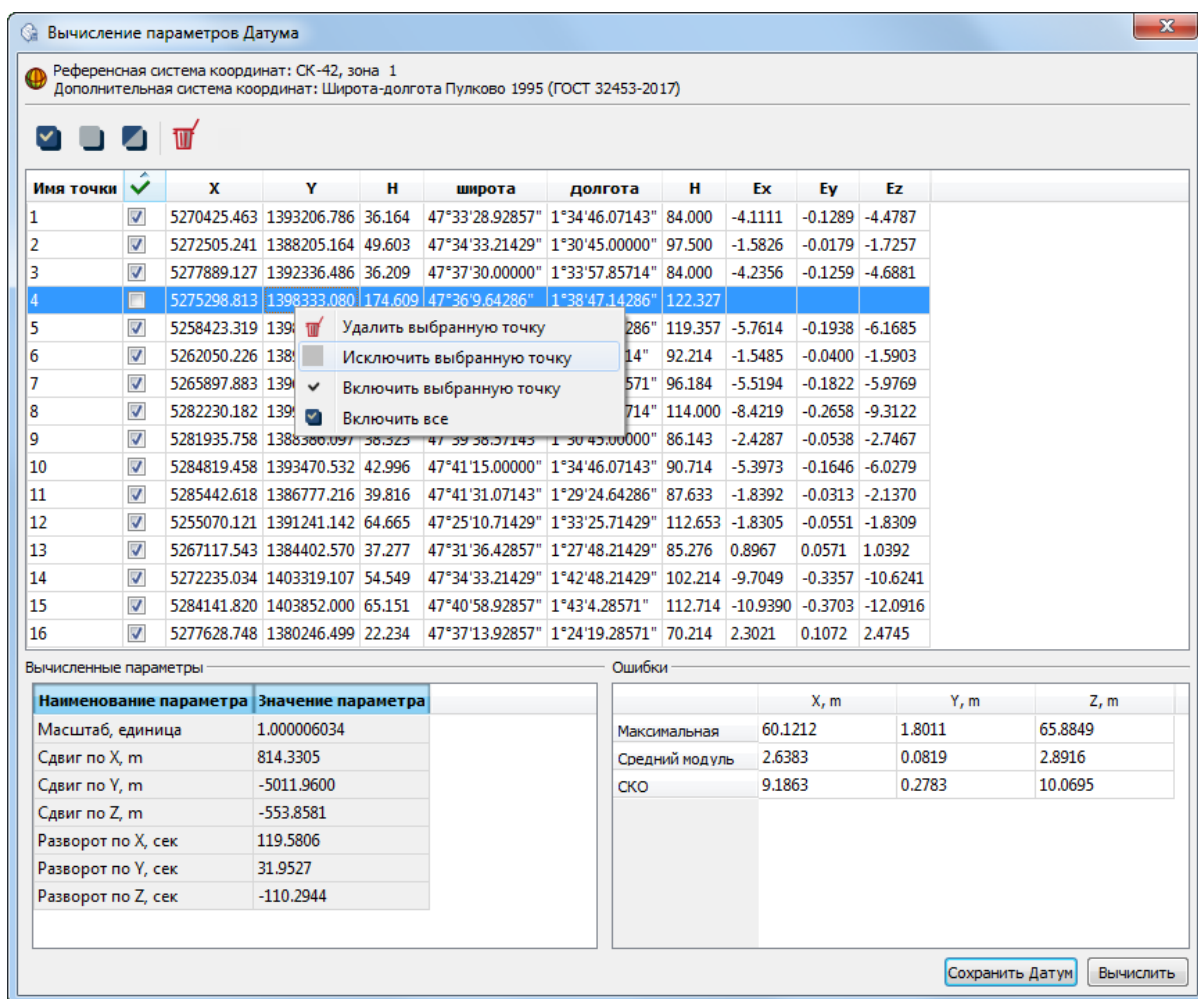 Вычисление параметров Датума
Референсная система координат: СК-42, зона 1
Дополнительная система координат: Широта-долгота Пулково 1995 (ГОСТ 32453-2017)
Имя точки X Y H широта долгота H Ex Ey Ez
1 5270425.463 1393206.786 36.164 47°33'28.92857" 1°34'46.07143" 84.000 -4.1111 -0.1289 -4.4787
2 5272505.241 1388205.164 49.603 47°34'33.21429" 1°30'45.00000" 97.500 -1.5826 -0.0179 -1.7257
3 5277889.127 1392336.486 36.209 47°37'30.00000" 1°33'57.85714" 84.000 -4.2356 -0.1259 -4.6881
4 5275298.813 1398333.080 174.609 47°36'9.64286" 1°38'47.14286" 122.327
5 5258423.319 139 286" 119.357 -5.7614 -0.1938 -6.1685
6 5262050.226 138 14" 92.214 -1.5485 -0.0400 -1.5903
7 5265897.883 139 571" 96.184 -5.5194 -0.1822 -5.9769
8 5282230.182 139 714" 114.000 -8.4219 -0.2658 -9.3122
9 5281935.758 1388386.097 38.323 47°39'38.57143" 1°30'45.00000" 86.143 -2.4287 -0.0538 -2.7467
10 5284819.458 1393470.532 42.996 47°41'15.00000" 1°34'46.07143" 90.714 -5.3973 -0.1646 -6.0279
11 5285442.618 1386777.216 39.816 47°41'31.07143" 1°29'24.64286" 87.633 -1.8392 -0.0313 -2.1370
12 5255070.121 1391241.142 64.665 47°25'10.71429" 1°33'25.71429" 112.653 -1.8305 -0.0551 -1.8309
13 5267117.543 1384402.570 37.277 47°31'36.42857" 1°27'48.21429" 85.276 0.8967 0.0571 1.0392
14 5272235.034 1403319.107 54.549 47°34'33.21429" 1°42'48.21429" 102.214 -9.7049 -0.3357 -10.6241
15 5284141.820 1403852.000 65.151 47°40'58.92857" 1°43'4.28571" 112.714 -10.9390 -0.3703 -12.0916
16 5277628.748 1380246.499 22.234 47°37'13.92857" 1°24'19.28571" 70.214 2.3021 0.1072 2.4745
Удалить выбранную точку
Исключить выбранную точку
Включить выбранную точку
Включить все
Вычисленные параметры
Наименование параметра Значение параметра
Масштаб, единица 1.000006034
Сдвиг по X, m 814.3305
Сдвиг по Y, m -5011.9600
Сдвиг по Z, m -553.8581
Разворот по X, сек 119.5806
Разворот по Y, сек 31.9527
Разворот по Z, сек -110.2944
Ошибки
X, m Y, m Z, m
Максимальная 60.1212 1.8011 65.8849
Средний модуль 2.6383 0.0819 2.8916
СКО 9.1863 0.2783 10.0695
Сохранить Датум Вычислить